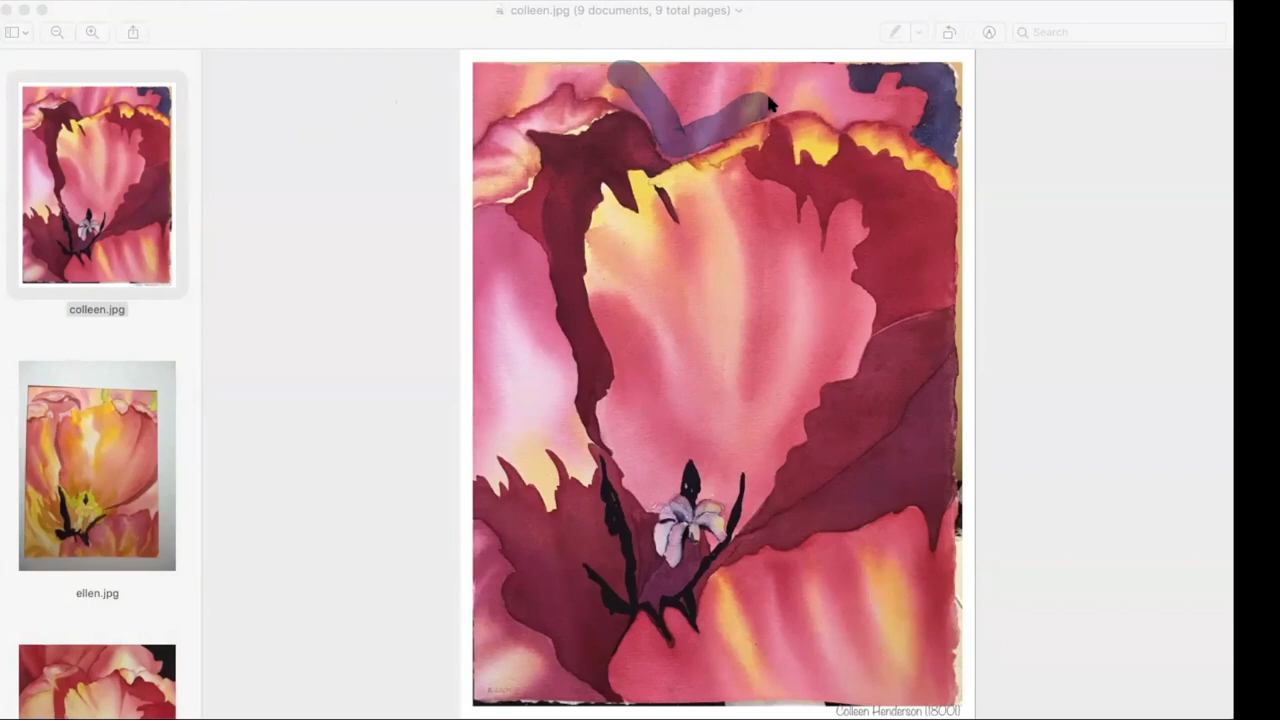 colleen.jpg (9 documents, 9 total pages)
Search
colleen.jpg
ellen.jpg
Colleen Henderson (1800)